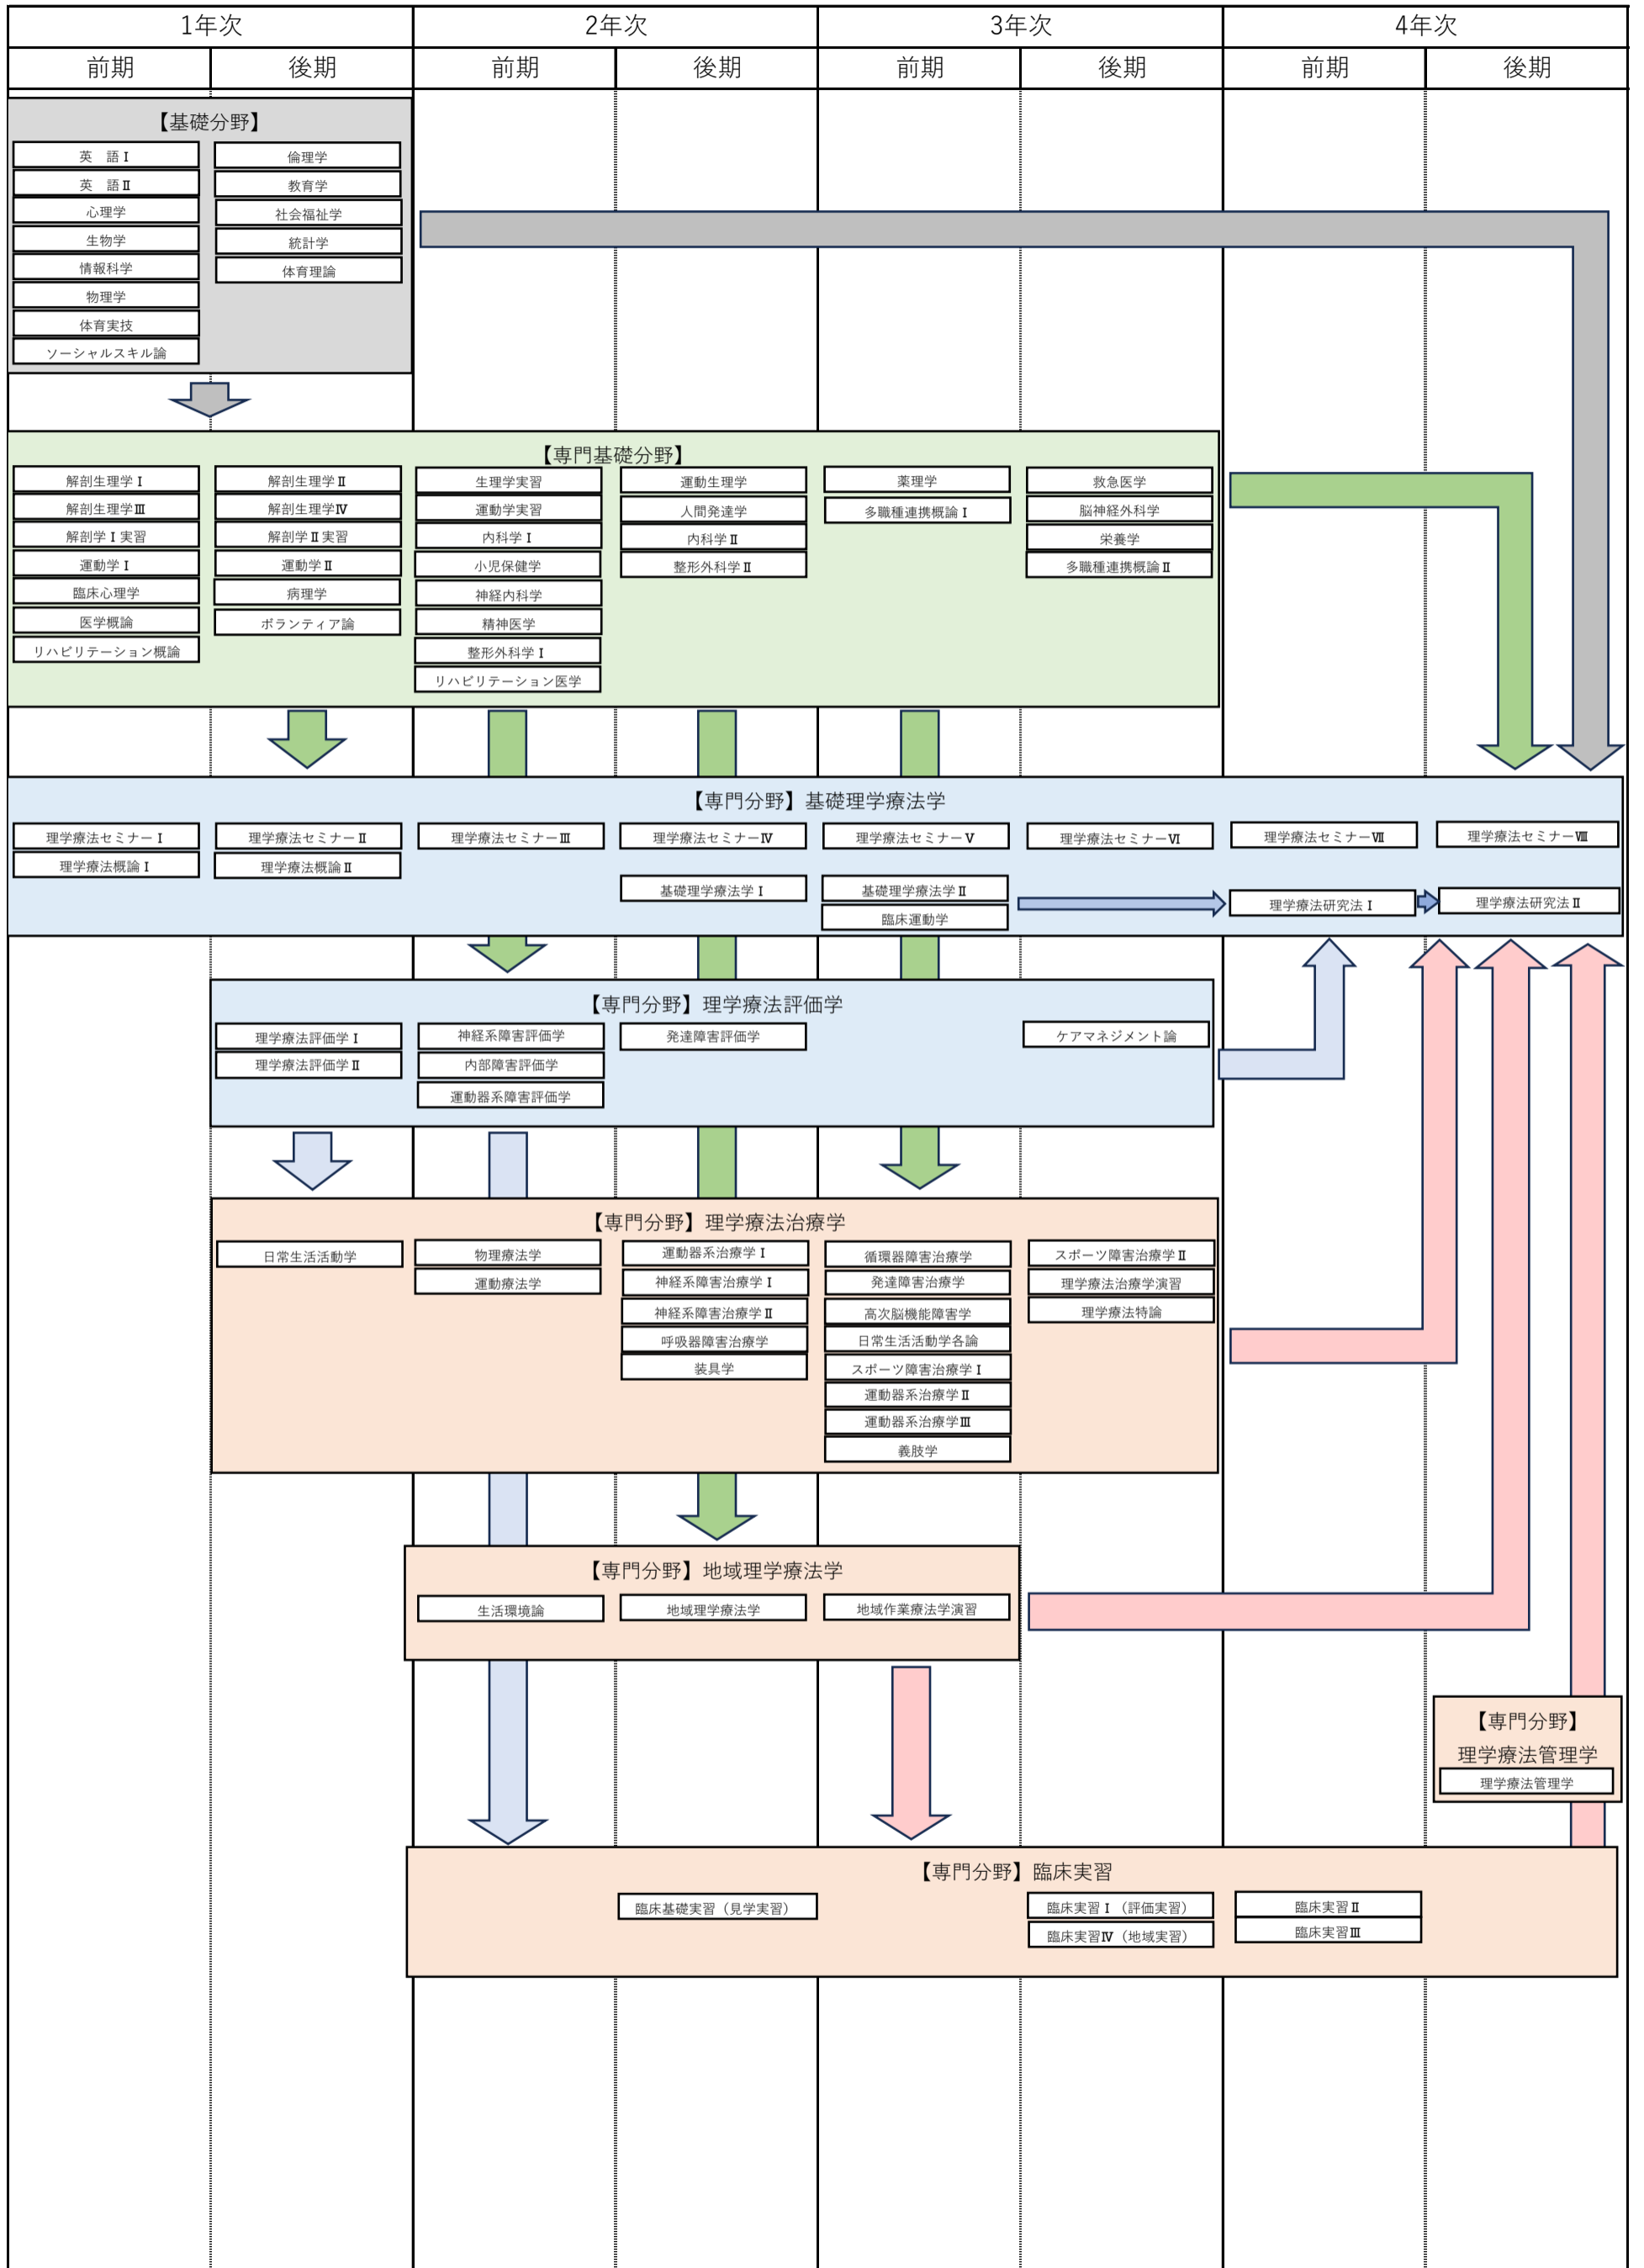 1年次
2年次
3年次
4年次
前期
後期
前期
後期
前期
後期
前期
後期
【基礎分野】
英　語Ⅰ
英　語Ⅱ
心理学
生物学
情報科学
物理学
体育実技
ソーシャルスキル論
倫理学
教育学
社会福祉学
統計学
体育理論
【専門基礎分野】
解剖生理学Ⅰ
解剖生理学Ⅲ
解剖学Ⅰ実習
運動学Ⅰ
臨床心理学
医学概論
リハビリテーション概論
解剖生理学Ⅱ
解剖生理学Ⅳ
解剖学Ⅱ実習
運動学Ⅱ
病理学
ボランティア論
生理学実習
運動学実習
内科学Ⅰ
小児保健学
神経内科学
精神医学
整形外科学Ⅰ
リハビリテーション医学
運動生理学
人間発達学
内科学Ⅱ
整形外科学Ⅱ
薬理学
多職種連携概論Ⅰ
救急医学
脳神経外科学
栄養学
多職種連携概論Ⅱ
【専門分野】基礎理学療法学
理学療法セミナーⅠ
理学療法概論Ⅰ
理学療法セミナーⅡ
理学療法概論Ⅱ
理学療法セミナーⅢ
理学療法セミナーⅣ
基礎理学療法学Ⅰ
理学療法セミナーⅤ
基礎理学療法学Ⅱ
臨床運動学
理学療法セミナーⅥ
理学療法セミナーⅦ
理学療法研究法Ⅰ
理学療法セミナーⅧ
理学療法研究法Ⅱ
【専門分野】理学療法評価学
理学療法評価学Ⅰ
理学療法評価学Ⅱ
神経系障害評価学
内部障害評価学
運動器系障害評価学
発達障害評価学
ケアマネジメント論
【専門分野】理学療法治療学
日常生活活動学
物理療法学
運動療法学
運動器系治療学Ⅰ
神経系障害治療学Ⅰ
神経系障害治療学Ⅱ
呼吸器障害治療学
装具学
循環器障害治療学
発達障害治療学
高次脳機能障害学
日常生活活動学各論
スポーツ障害治療学Ⅰ
運動器系治療学Ⅱ
運動器系治療学Ⅲ
義肢学
スポーツ障害治療学Ⅱ
理学療法治療学演習
理学療法特論
【専門分野】地域理学療法学
生活環境論
地域理学療法学
地域作業療法学演習
【専門分野】
理学療法管理学
理学療法管理学
【専門分野】臨床実習
臨床基礎実習（見学実習）
臨床実習Ⅰ（評価実習）
臨床実習Ⅳ（地域実習）
臨床実習Ⅱ
臨床実習Ⅲ